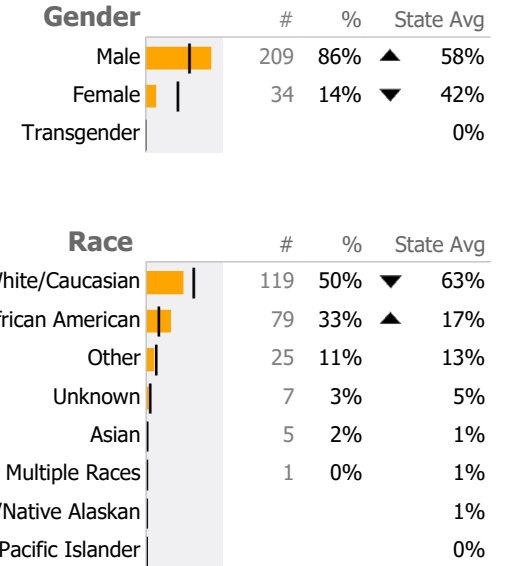 Gender # % State Avg
Male 209 86% ▲ 58%
Female 34 14% ▼ 42%
Transgender 0%
Race # % State Avg
hite/Caucasian 119 50% ▼ 63%
rican American 79 33% ▲ 17%
Other 25 11% 13%
Unknown 7 3% 5%
Asian 5 2% 1%
Multiple Races 1 0% 1%
/Native Alaskan 1%
Pacific Islander 0%